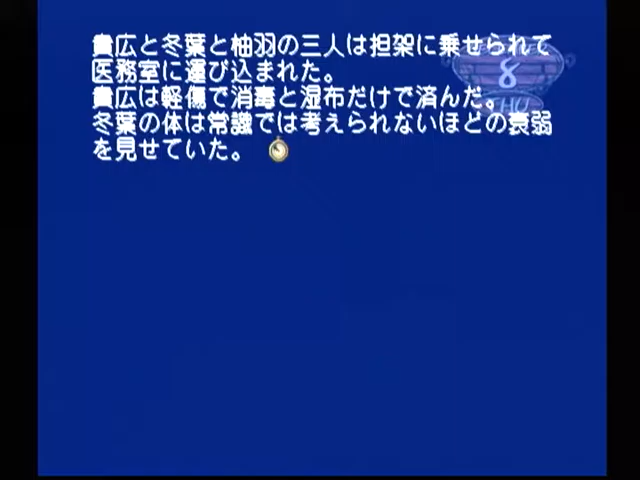 貴広と冬葉と柚羽の三人は担架に乗せられて
医務室に運び込まれた。
貴広は軽傷で消毒と湿布だけで済んだ。
冬葉の体は常識では考えられないほどの衰弱
を見せていた。
8
THU